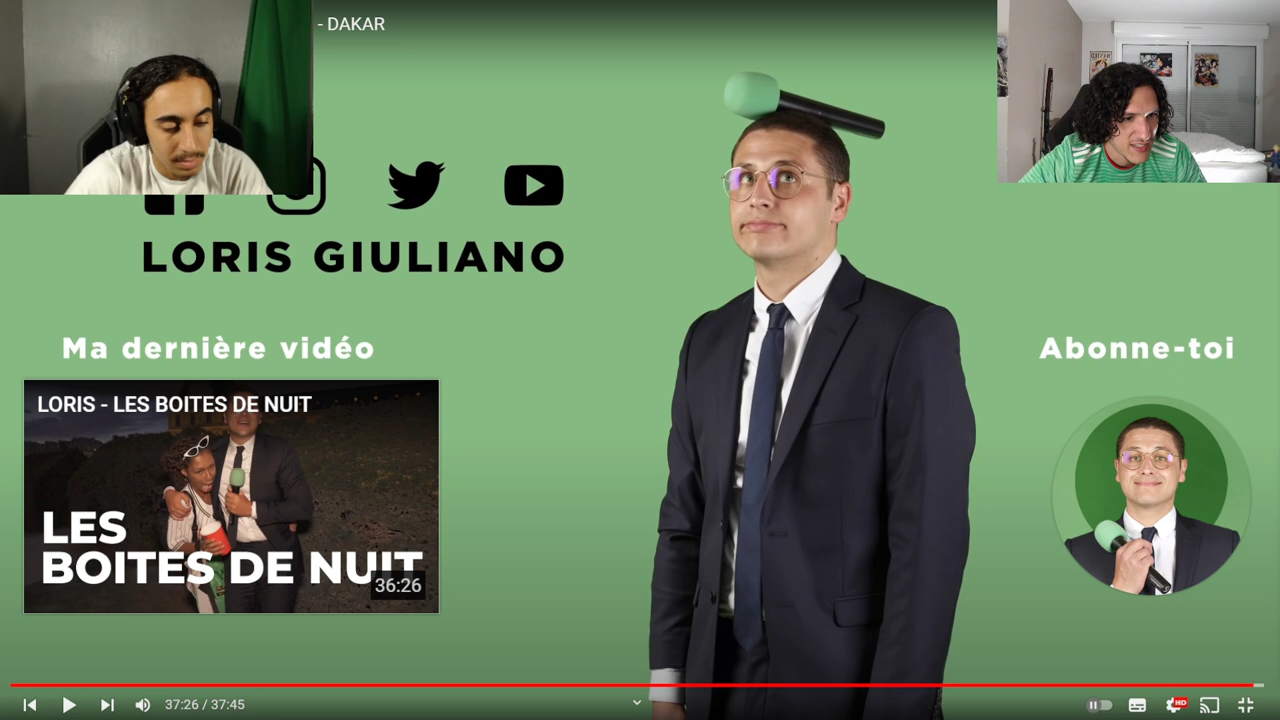 - DAKAR
LORIS GIULIANO
Ma dernière vidéo
Abonne-toi
LORIS - LES BOITES DE NUIT
LES
BOITES DE NUIT
36:26
37:26 / 37:45
HD